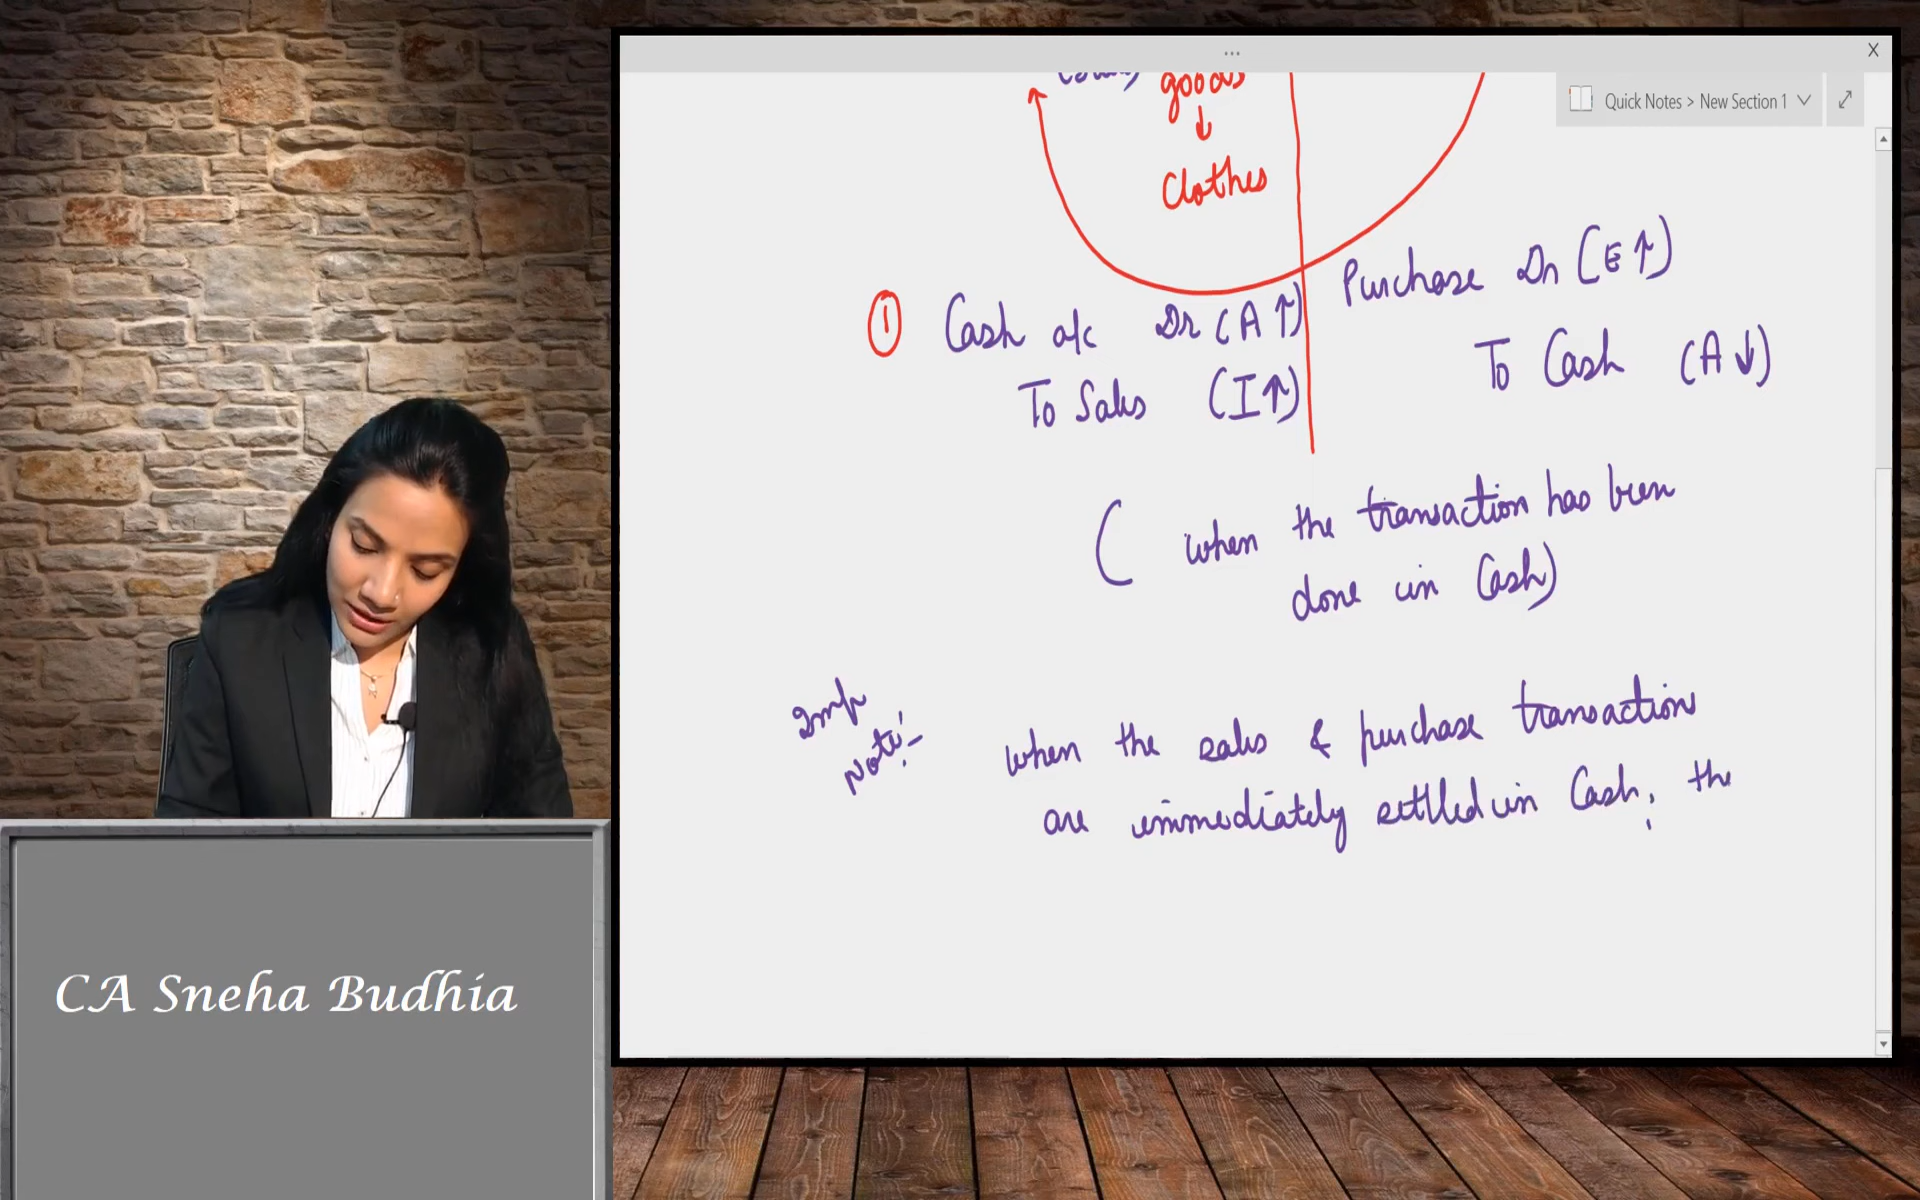 ...
X
Quick Notes > New Section 1
goods
Clothes
① Cash a/c Dr (A↑)
To Sales (I↑)
Purchase Dr (E↑)
To Cash (A↓)
( when the transaction has been
done in Cash)
Imp
Note:-
when the sales & purchase transactions
are immediately settled in Cash, the
CA Sneha Budhia